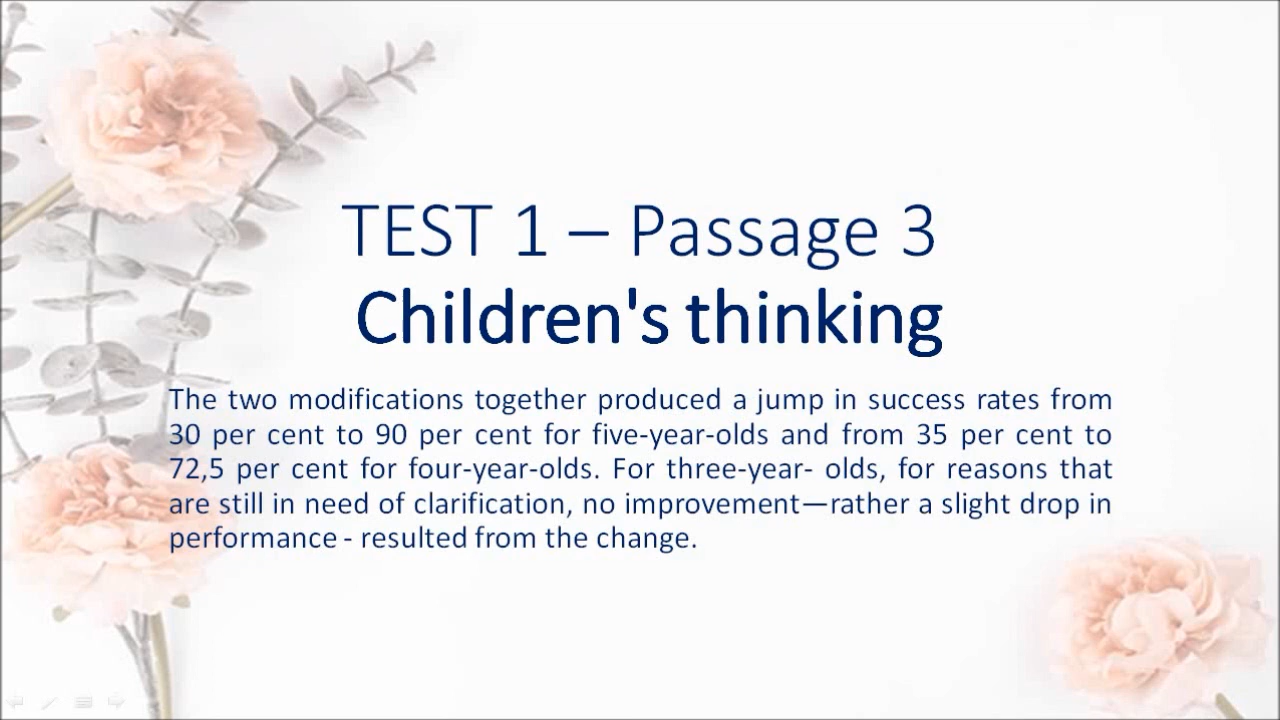 TEST 1 – Passage 3
Children's thinking
The two modifications together produced a jump in success rates from
30 per cent to 90 per cent for five-year-olds and from 35 per cent to
72,5 per cent for four-year-olds. For three-year- olds, for reasons that
are still in need of clarification, no improvement—rather a slight drop in
performance - resulted from the change.